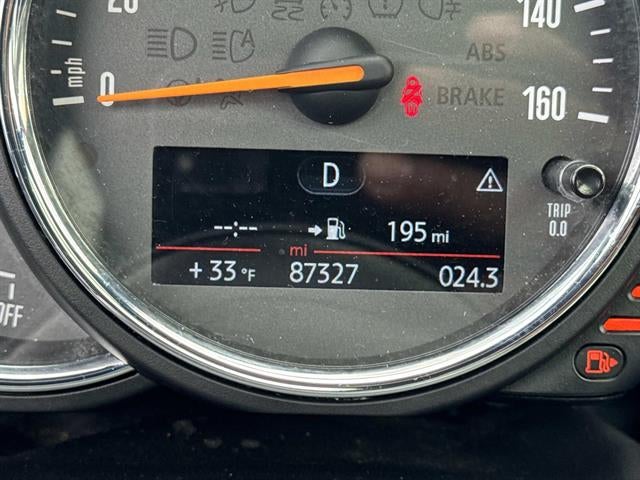 20
140
mph
ABS
0
BRAKE
160
D
--:--
195 mi
TRIP
0.0
mi
+ 33 °F
87327
024.3
OFF